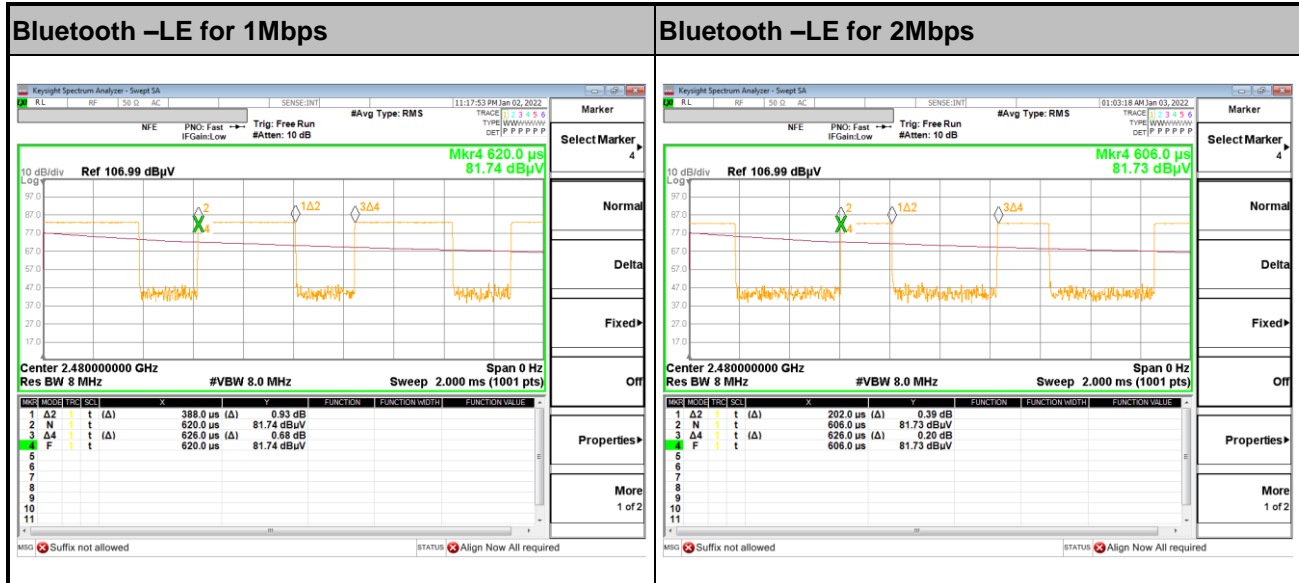 Bluetooth –LE for 1Mbps
Keysight Spectrum Analyzer - Swept SA
RL RF 50 Ω AC SENSE:INT 11:17:53 PM Jan 02, 2022
#Avg Type: RMS TRACE 1 2 3 4 5 6
NFE PNO: Fast Trig: Free Run TYPE WWWWWW
IFGain:Low #Atten: 10 dB DET P P P P P P
Mkr4 620.0 µs
81.74 dBµV
10 dB/div Ref 106.99 dBµV
Log
97.0
87.0
77.0
67.0
57.0
47.0
37.0
27.0
17.0
2
4
1Δ2
3Δ4
Center 2.480000000 GHz Span 0 Hz
Res BW 8 MHz #VBW 8.0 MHz Sweep 2.000 ms (1001 pts)
MKR MODE TRC SCL X Y FUNCTION FUNCTION WIDTH FUNCTION VALUE
1 Δ2 1 t (Δ) 388.0 µs (Δ) 0.93 dB
2 N 1 t 620.0 µs 81.74 dBµV
3 Δ4 1 t (Δ) 626.0 µs (Δ) 0.68 dB
4 F 1 t 620.0 µs 81.74 dBµV
5
6
7
8
9
10
11
MSG Suffix not allowed STATUS Align Now All required
Marker
Select Marker
4
Normal
Delta
Fixed
Off
Properties
More
1 of 2
Bluetooth –LE for 2Mbps
Keysight Spectrum Analyzer - Swept SA
RL RF 50 Ω AC SENSE:INT 01:03:18 AM Jan 03, 2022
#Avg Type: RMS TRACE 1 2 3 4 5 6
NFE PNO: Fast Trig: Free Run TYPE WWWWWW
IFGain:Low #Atten: 10 dB DET P P P P P P
Mkr4 606.0 µs
81.73 dBµV
10 dB/div Ref 106.99 dBµV
Log
97.0
87.0
77.0
67.0
57.0
47.0
37.0
27.0
17.0
2
4
1Δ2
3Δ4
Center 2.480000000 GHz Span 0 Hz
Res BW 8 MHz #VBW 8.0 MHz Sweep 2.000 ms (1001 pts)
MKR MODE TRC SCL X Y FUNCTION FUNCTION WIDTH FUNCTION VALUE
1 Δ2 1 t (Δ) 202.0 µs (Δ) 0.39 dB
2 N 1 t 606.0 µs 81.73 dBµV
3 Δ4 1 t (Δ) 626.0 µs (Δ) 0.20 dB
4 F 1 t 606.0 µs 81.73 dBµV
5
6
7
8
9
10
11
MSG Suffix not allowed STATUS Align Now All required
Marker
Select Marker
4
Normal
Delta
Fixed
Off
Properties
More
1 of 2